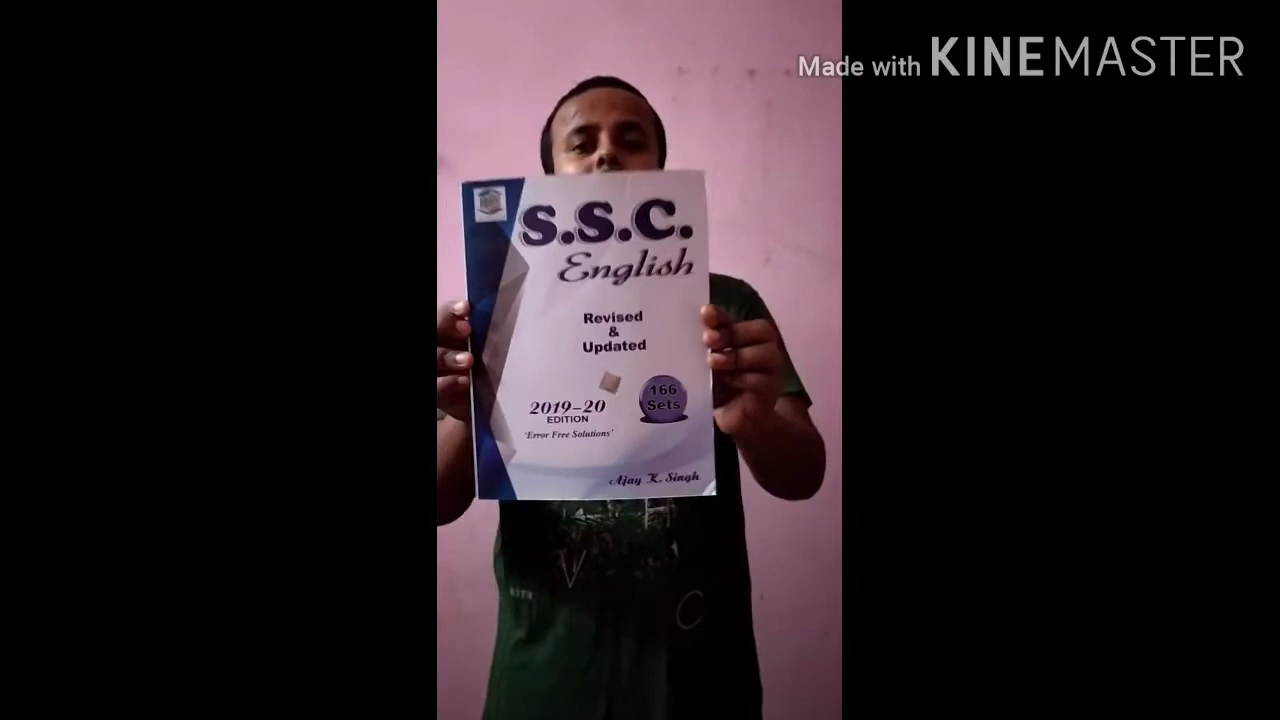 Made with KINEMASTER
S.S.C.
English
Revised
&
Updated
166
Sets
2019-20
EDITION
'Error Free Solutions'
Ajay K. Singh
V
C